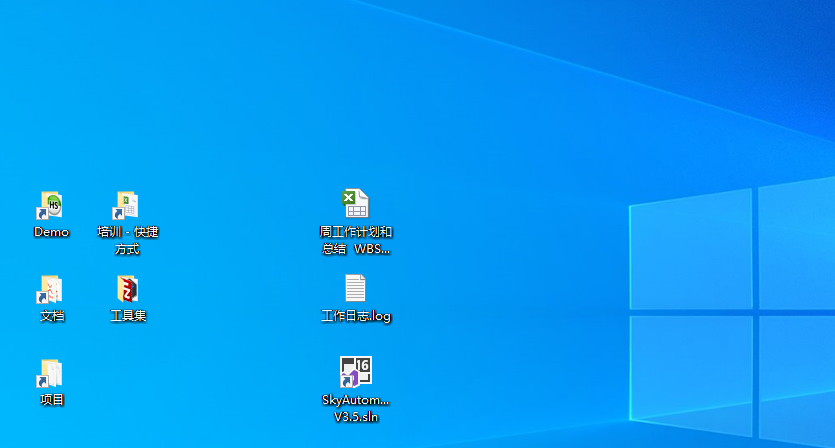 Demo
培训 - 快捷
方式
周工作计划和
总结 WBS...
文档
工具集
工作日志.log
项目
16
SkyAutom...
V3.5.sln